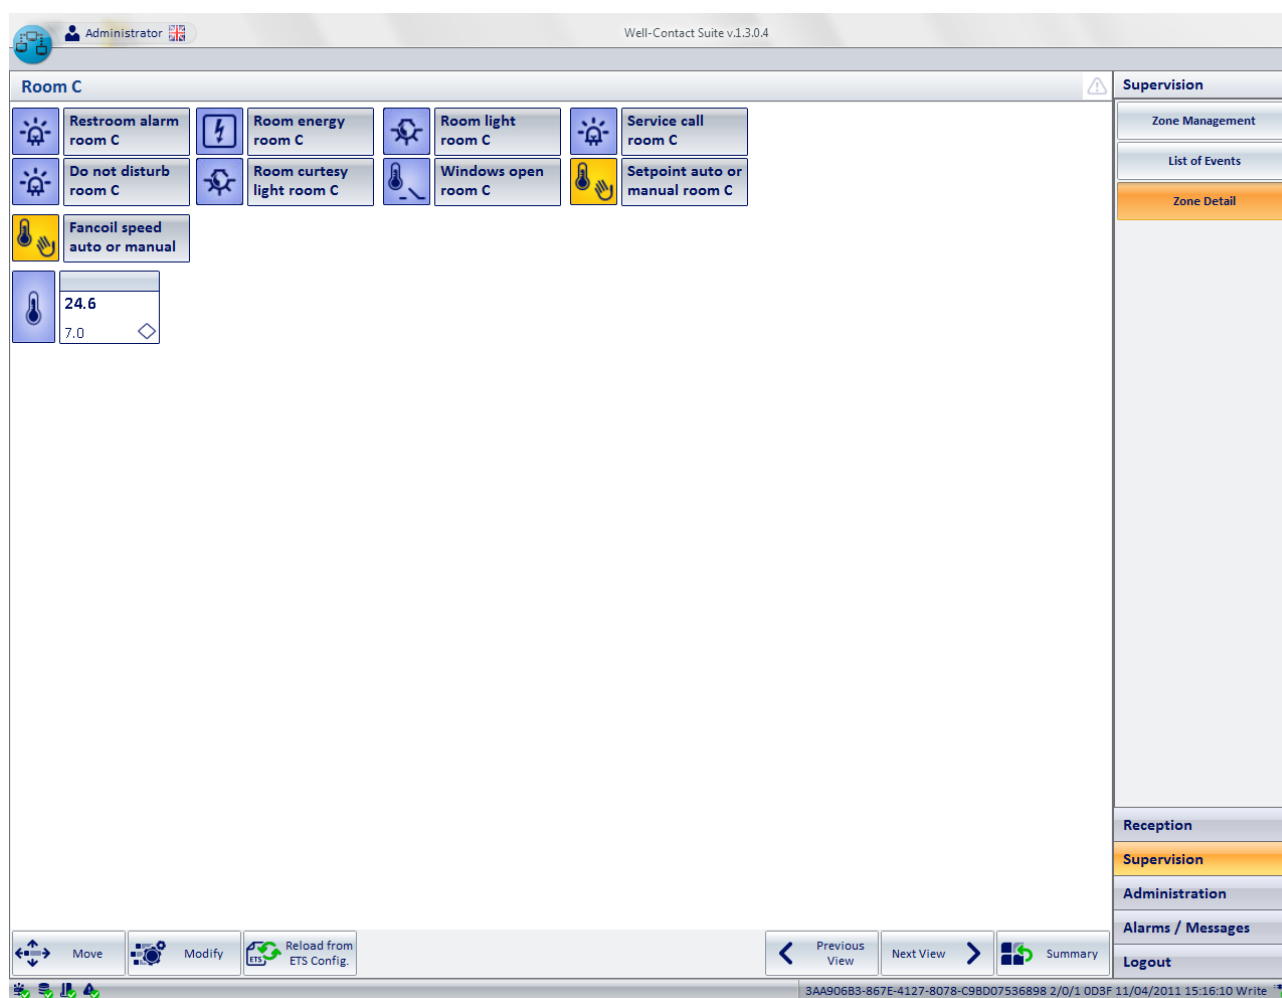 Administrator
Well-Contact Suite v.1.3.0.4
Room C
Supervision
Restroom alarm
room C
Room energy
room C
Room light
room C
Service call
room C
Do not disturb
room C
Room curtesy
light room C
Windows open
room C
Setpoint auto or
manual room C
Fancoil speed
auto or manual
24.6
7.0
Zone Management
List of Events
Zone Detail
Reception
Supervision
Administration
Alarms / Messages
Logout
Move
Modify
ETS
Reload from
ETS Config.
Previous
View
Next View
Summary
3AA906B3-867E-4127-8078-C9BD07536898 2/0/1 0D3F 11/04/2011 15:16:10 Write